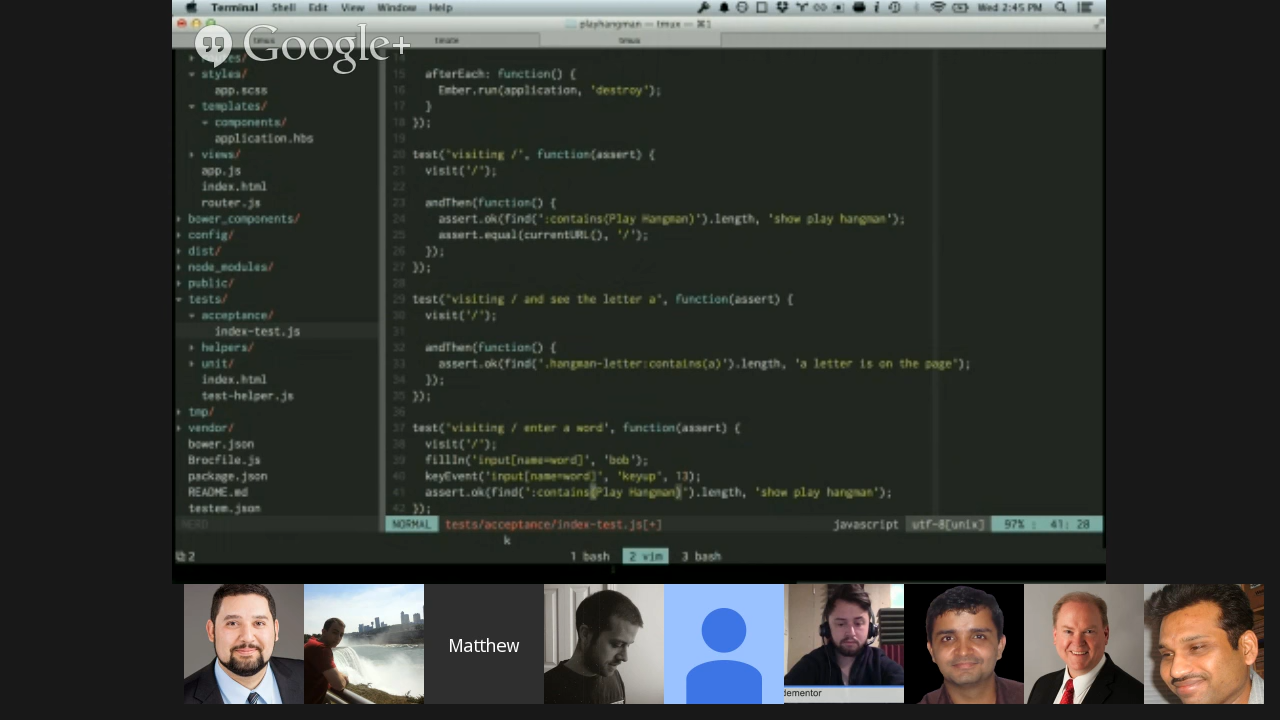 Terminal Shell Edit View Window Help Wed 2:45 PM
playhangman — tmux — ⌘1
Google+
tmux tmate tmux
styles/
app.scss
templates/
components/
application.hbs
views/
app.js
index.html
router.js
bower_components/
config/
dist/
node_modules/
public/
tests/
acceptance/
index-test.js
helpers/
unit/
index.html
test-helper.js
tmp/
vendor/
bower.json
Brocfile.js
package.json
README.md
testem.json
NERD
14
15 afterEach: function() {
16 Ember.run(application, 'destroy');
17 }
18 });
19
20 test('visiting /', function(assert) {
21 visit('/');
22
23 andThen(function() {
24 assert.ok(find(':contains(Play Hangman)').length, 'show play hangman');
25 assert.equal(currentURL(), '/');
26 });
27 });
28
29 test('visiting / and see the letter a', function(assert) {
30 visit('/');
31
32 andThen(function() {
33 assert.ok(find('.hangman-letter:contains(a)').length, 'a letter is on the page');
34 });
35 });
36
37 test('visiting / enter a word', function(assert) {
38 visit('/');
39 fillIn('input[name=word]', 'bob');
40 keyEvent('input[name=word]', 'keyup', 13);
41 assert.ok(find(':contains(Play Hangman)').length, 'show play hangman');
42 });
NORMAL tests/acceptance/index-test.js[+] javascript utf-8[unix] 97% : 41: 28
k
2 1 bash 2 vim 3 bash
Matthew
dementor